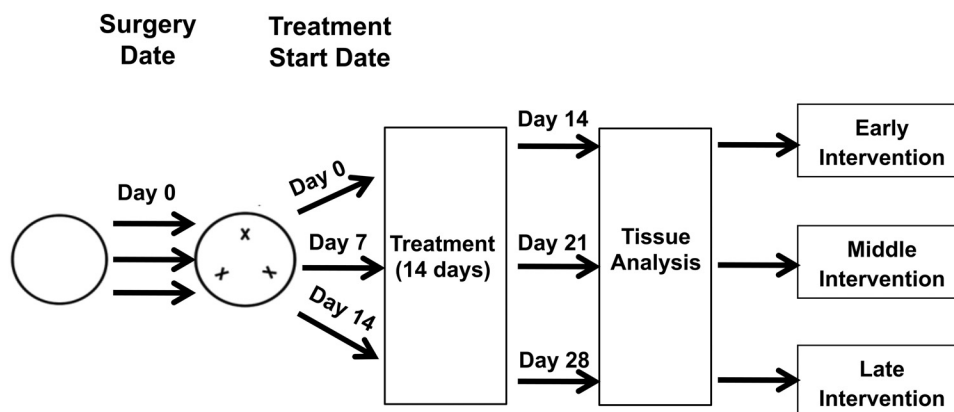 Surgery
Date
Treatment
Start Date
Day 0
x
x
x
Day 0
Day 7
Day 14
Treatment
(14 days)
Day 14
Day 21
Day 28
Tissue
Analysis
Early
Intervention
Middle
Intervention
Late
Intervention